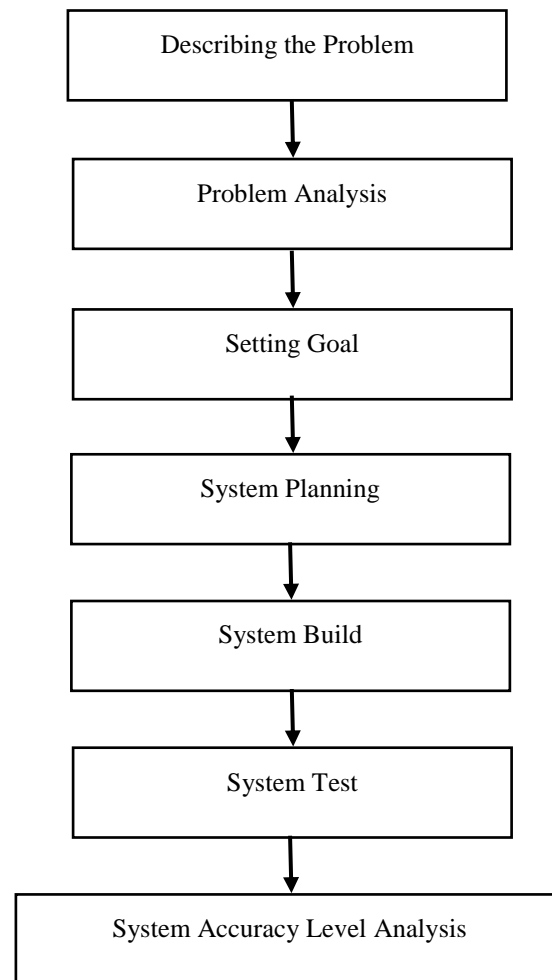 Describing the Problem
Problem Analysis
Setting Goal
System Planning
System Build
System Test
System Accuracy Level Analysis